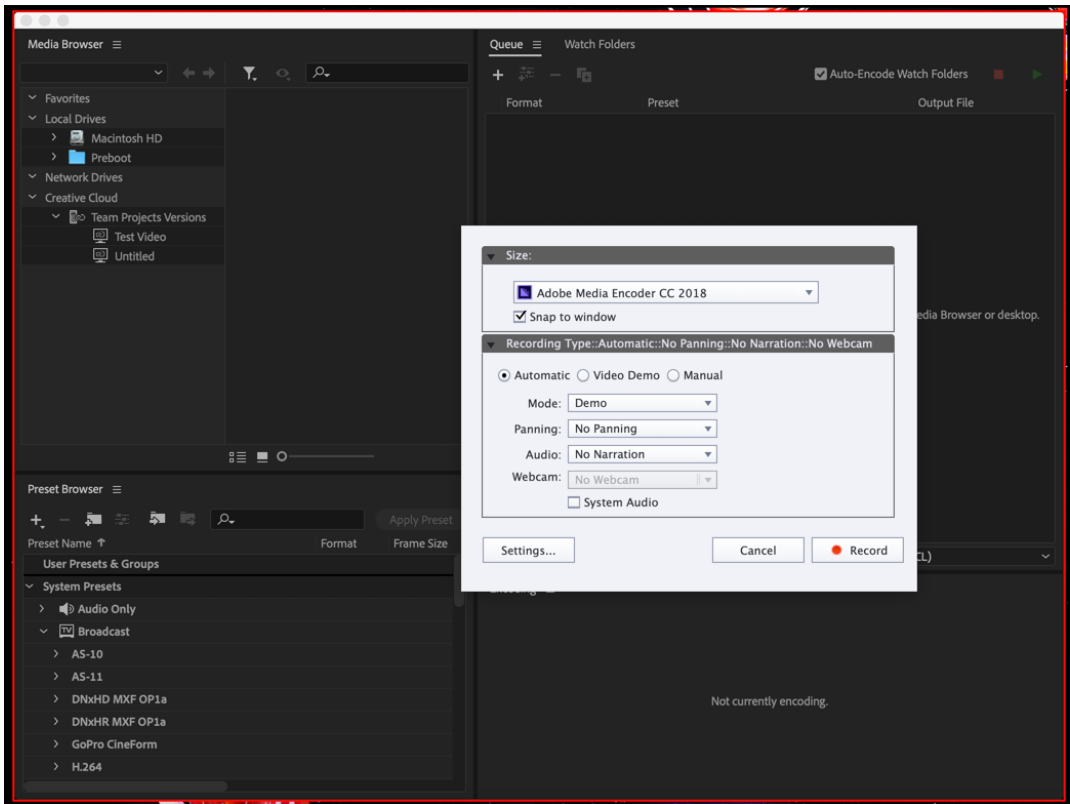 Media Browser
Favorites
Local Drives
Macintosh HD
Preboot
Network Drives
Creative Cloud
Team Projects Versions
Test Video
Untitled
Queue Watch Folders
Auto-Encode Watch Folders
Format Preset Output File
edia Browser or desktop.
Size:
Adobe Media Encoder CC 2018
Snap to window
Recording Type::Automatic::No Panning::No Narration::No Webcam
Automatic Video Demo Manual
Mode: Demo
Panning: No Panning
Audio: No Narration
Webcam: No Webcam
System Audio
Settings... Cancel Record
CL)
Preset Browser
Apply Preset
Preset Name Format Frame Size
User Presets & Groups
System Presets
Audio Only
TV Broadcast
AS-10
AS-11
DNxHD MXF OP1a
DNxHR MXF OP1a
GoPro CineForm
H.264
Encoding
Not currently encoding.